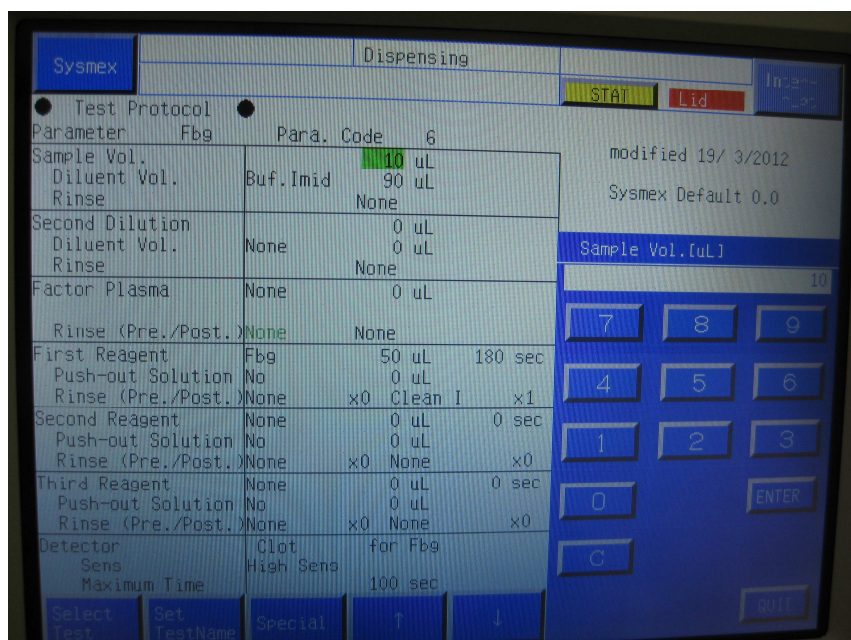 Sysmex
Dispensing
STAT
Lid
● Test Protocol ●
Parameter Fbg Para. Code 6
Sample Vol. 10 uL
Diluent Vol. Buf.Imid 90 uL
Rinse None
Second Dilution 0 uL
Diluent Vol. None 0 uL
Rinse None
Factor Plasma None 0 uL
Rinse (Pre./Post.)None None
First Reagent Fbg 50 uL 180 sec
Push-out Solution No 0 uL
Rinse (Pre./Post.)None x0 Clean I x1
Second Reagent None 0 uL 0 sec
Push-out Solution No 0 uL
Rinse (Pre./Post.)None x0 None x0
Third Reagent None 0 uL 0 sec
Push-out Solution No 0 uL
Rinse (Pre./Post.)None x0 None x0
Detector Clot for Fbg
Sens High Sens
Maximum Time 100 sec
Select Test
Set TestName
Special
↑
↓
modified 19/ 3/2012
Sysmex Default 0.0
Sample Vol.[uL]
10
7 8 9
4 5 6
1 2 3
0 ENTER
C
QUIT